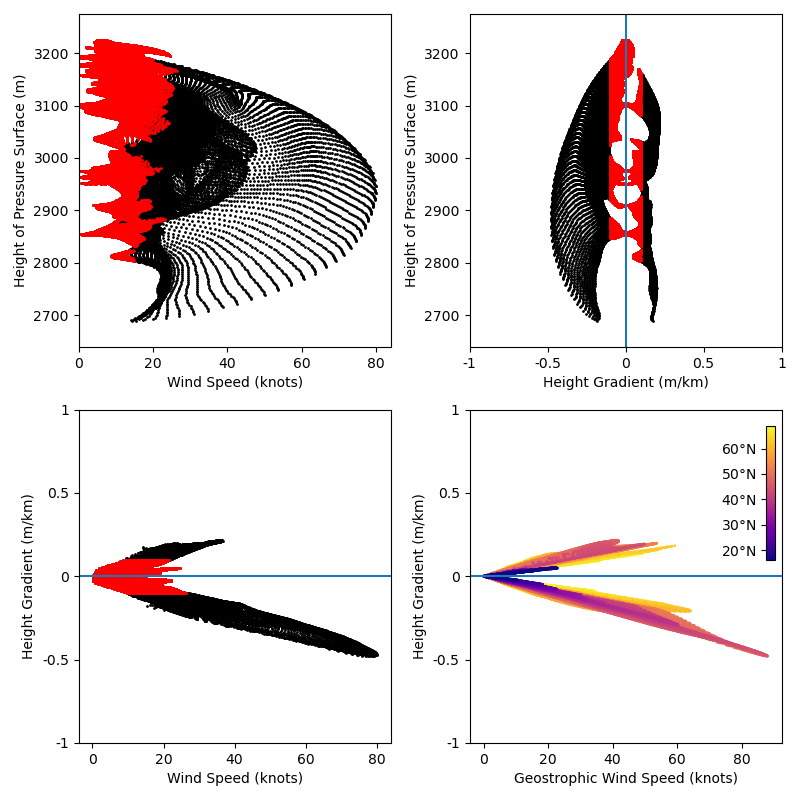 3200
3100
3000
2900
2800
2700
Height of Pressure Surface (m)
0 20 40 60 80
Wind Speed (knots)
3200
3100
3000
2900
2800
2700
Height of Pressure Surface (m)
-1 -0.5 0 0.5 1
Height Gradient (m/km)
1
0.5
0
-0.5
-1
Height Gradient (m/km)
0 20 40 60 80
Wind Speed (knots)
1
0.5
0
-0.5
-1
Height Gradient (m/km)
0 20 40 60 80
Geostrophic Wind Speed (knots)
60°N
50°N
40°N
30°N
20°N